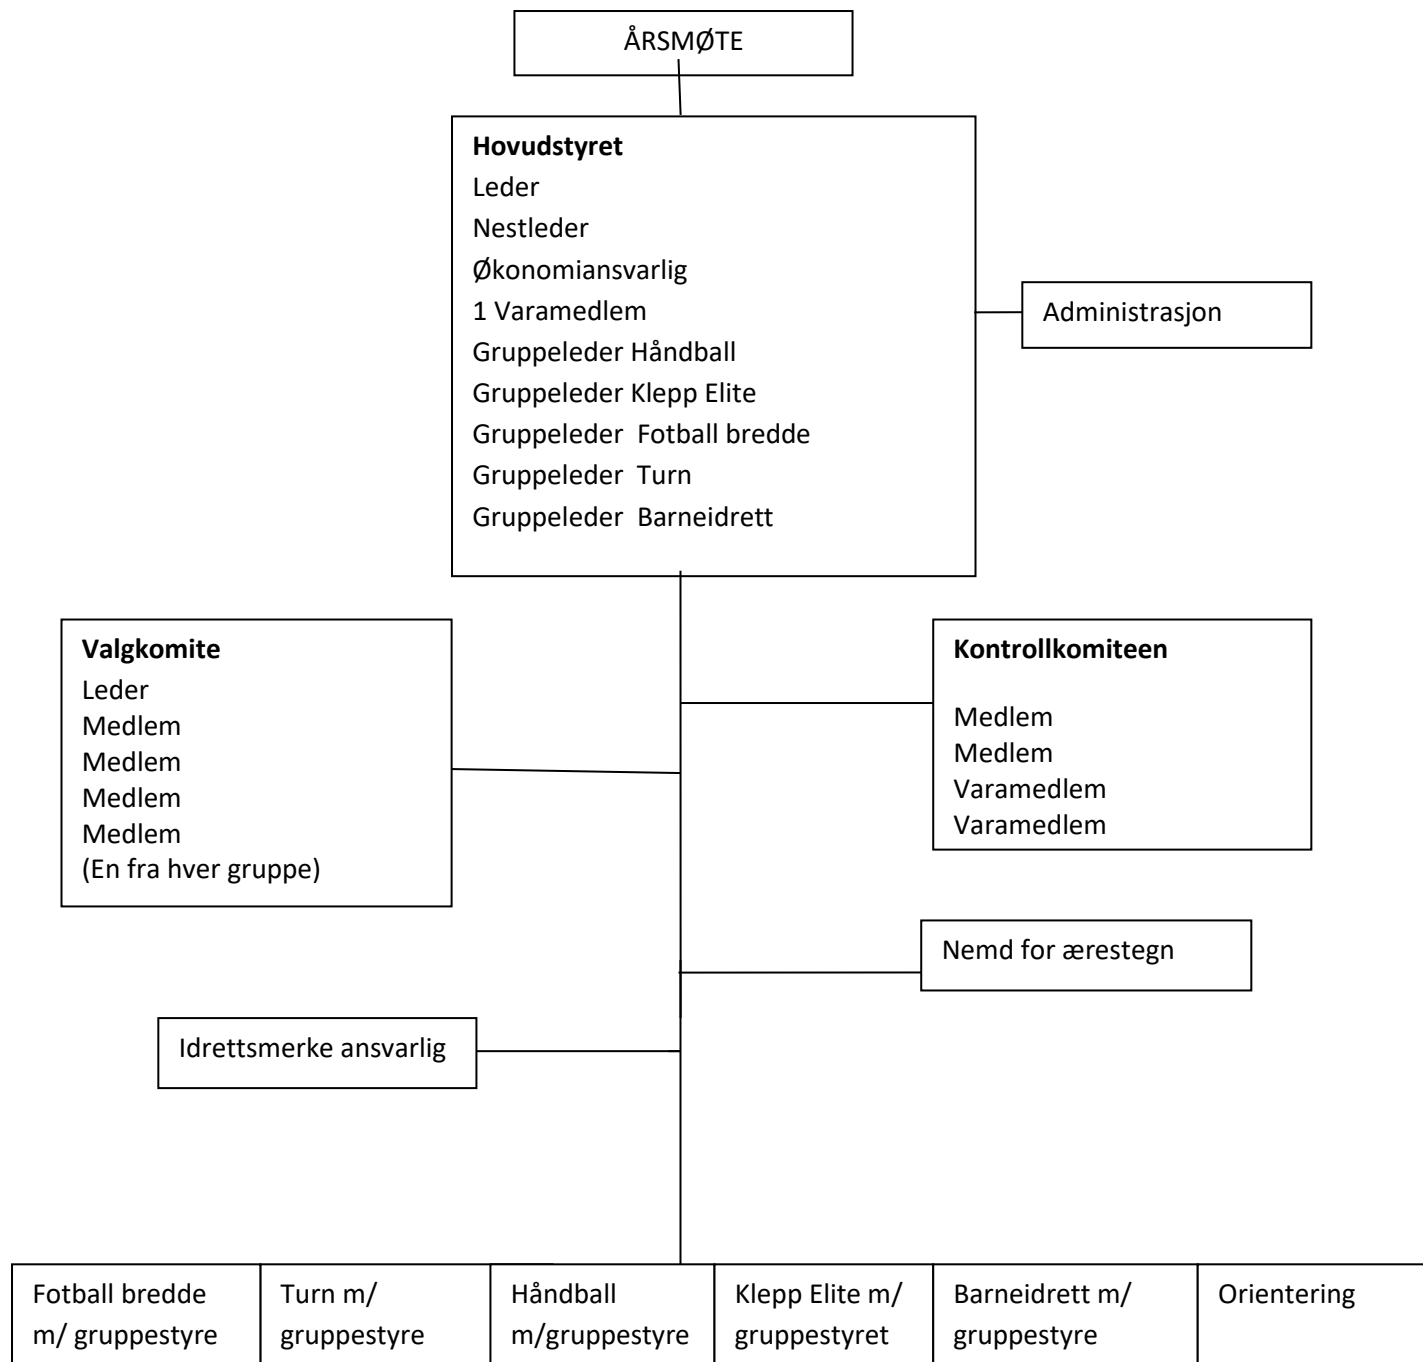 ÅRSMØTE
Hovudstyret
Leder
Nestleder
Økonomiansvarlig
1 Varamedlem
Gruppeleder Håndball
Gruppeleder Klepp Elite
Gruppeleder  Fotball bredde
Gruppeleder  Turn
Gruppeleder  Barneidrett
Administrasjon
Valgkomite
Leder
Medlem
Medlem
Medlem
Medlem
(En fra hver gruppe)
Kontrollkomiteen
Medlem
Medlem
Varamedlem
Varamedlem
Nemd for ærestegn
Idrettsmerke ansvarlig
Fotball bredde
m/ gruppestyre
Turn m/
gruppestyre
Håndball
m/gruppestyre
Klepp Elite m/
gruppestyret
Barneidrett m/
gruppestyre
Orientering